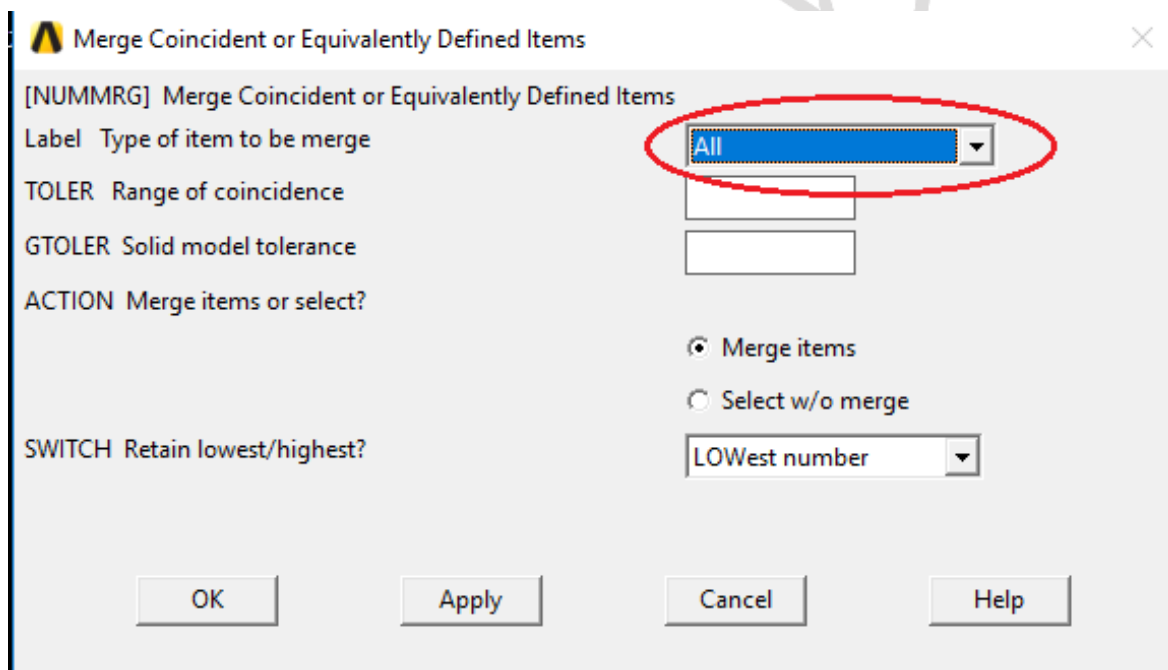 Merge Coincident or Equivalently Defined Items
[NUMMRG] Merge Coincident or Equivalently Defined Items
Label Type of item to be merge
All
TOLER Range of coincidence
GTOLER Solid model tolerance
ACTION Merge items or select?
Merge items
Select w/o merge
SWITCH Retain lowest/highest?
LOWest number
OK Apply Cancel Help